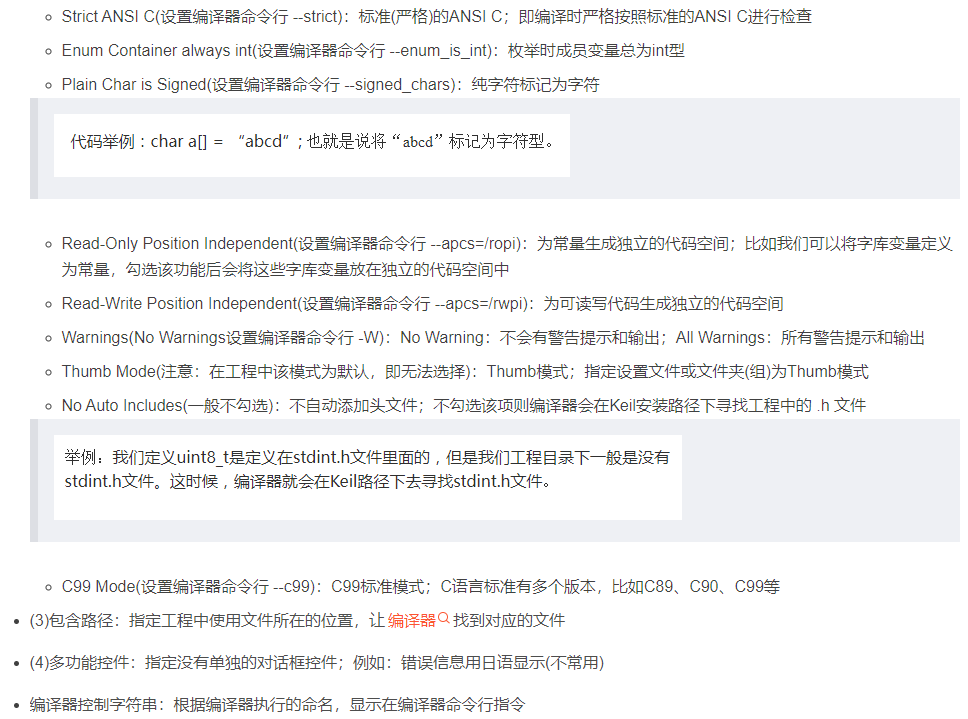 Strict ANSI C(设置编译器命令行 --strict)：标准(严格)的ANSI C；即编译时严格按照标准的ANSI C进行检查
Enum Container always int(设置编译器命令行 --enum_is_int)：枚举时成员变量总为int型
Plain Char is Signed(设置编译器命令行 --signed_chars)：纯字符标记为字符
代码举例：char a[] = “abcd“；也就是说将“abcd”标记为字符型。
Read-Only Position Independent(设置编译器命令行 --apcs=/ropi)：为常量生成独立的代码空间；比如我们可以将字库变量定义
为常量，勾选该功能后会将这些字库变量放在独立的代码空间中
Read-Write Position Independent(设置编译器命令行 --apcs=/rwpi)：为可读写代码生成独立的代码空间
Warnings(No Warnings设置编译器命令行 -W)：No Warning：不会有警告提示和输出；All Warnings：所有警告提示和输出
Thumb Mode(注意：在工程中该模式为默认，即无法选择)：Thumb模式；指定设置文件或文件夹(组)为Thumb模式
No Auto Includes(一般不勾选)：不自动添加头文件；不勾选该项则编译器会在Keil安装路径下寻找工程中的 .h 文件
举例：我们定义uint8_t是定义在stdint.h文件里面的，但是我们工程目录下一般是没有
stdint.h文件。这时候，编译器就会在Keil路径下去寻找stdint.h文件。
C99 Mode(设置编译器命令行 --c99)：C99标准模式；C语言标准有多个版本，比如C89、C90、C99等
(3)包含路径：指定工程中使用文件所在的位置，让编译器找到对应的文件
(4)多功能控件：指定没有单独的对话框控件；例如：错误信息用日语显示(不常用)
编译器控制字符串：根据编译器执行的命名，显示在编译器命令行指令